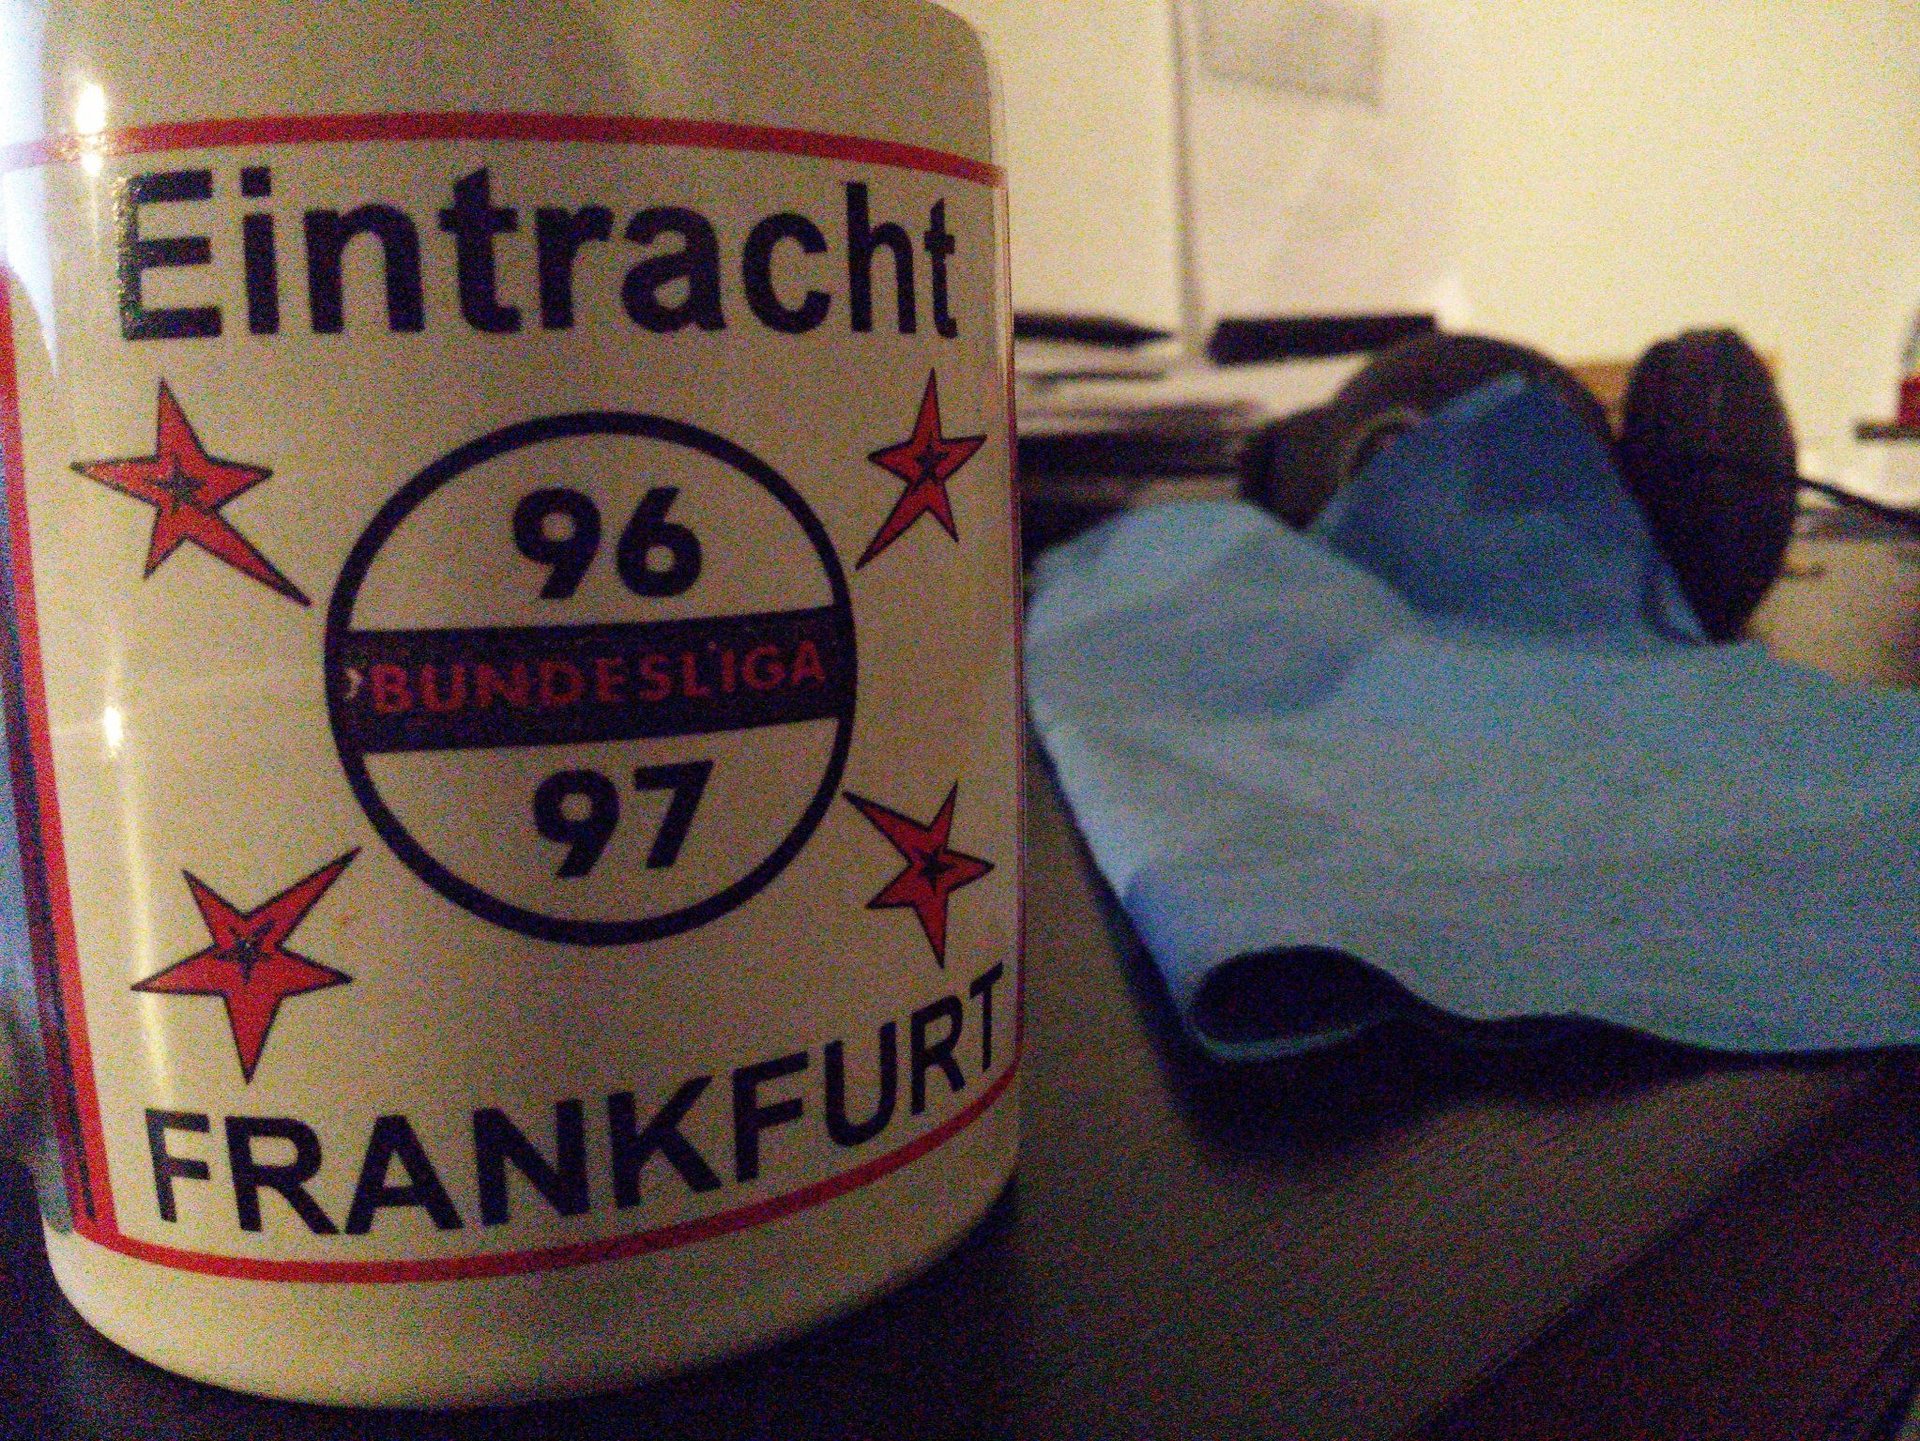 Eintracht
96
BUNDESLIGA
97
FRANKFURT